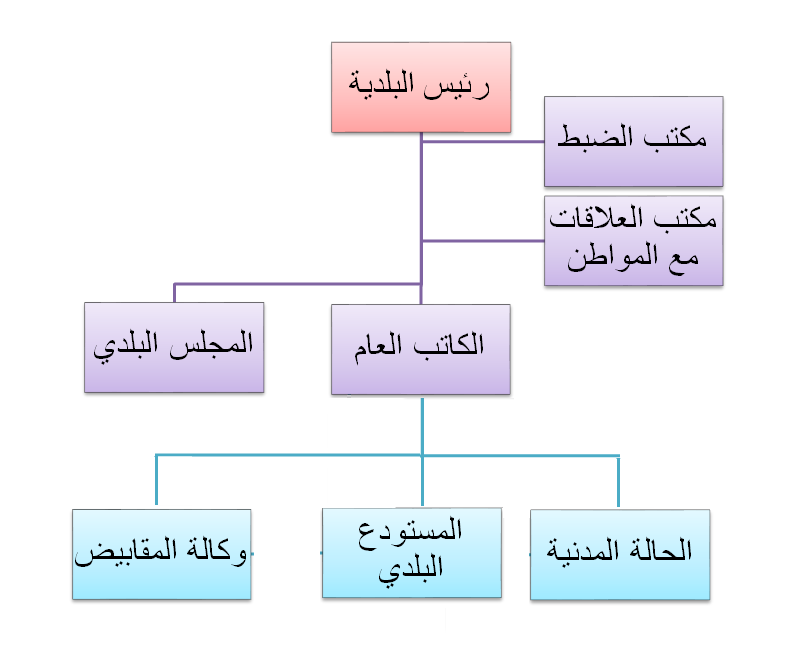 رئيس البلدية
مكتب الضبط
مكتب العلاقات
مع المواطن
الكاتب العام
المجلس البلدي
الحالة المدنية
المستودع
البلدي
وكالة المقابيض